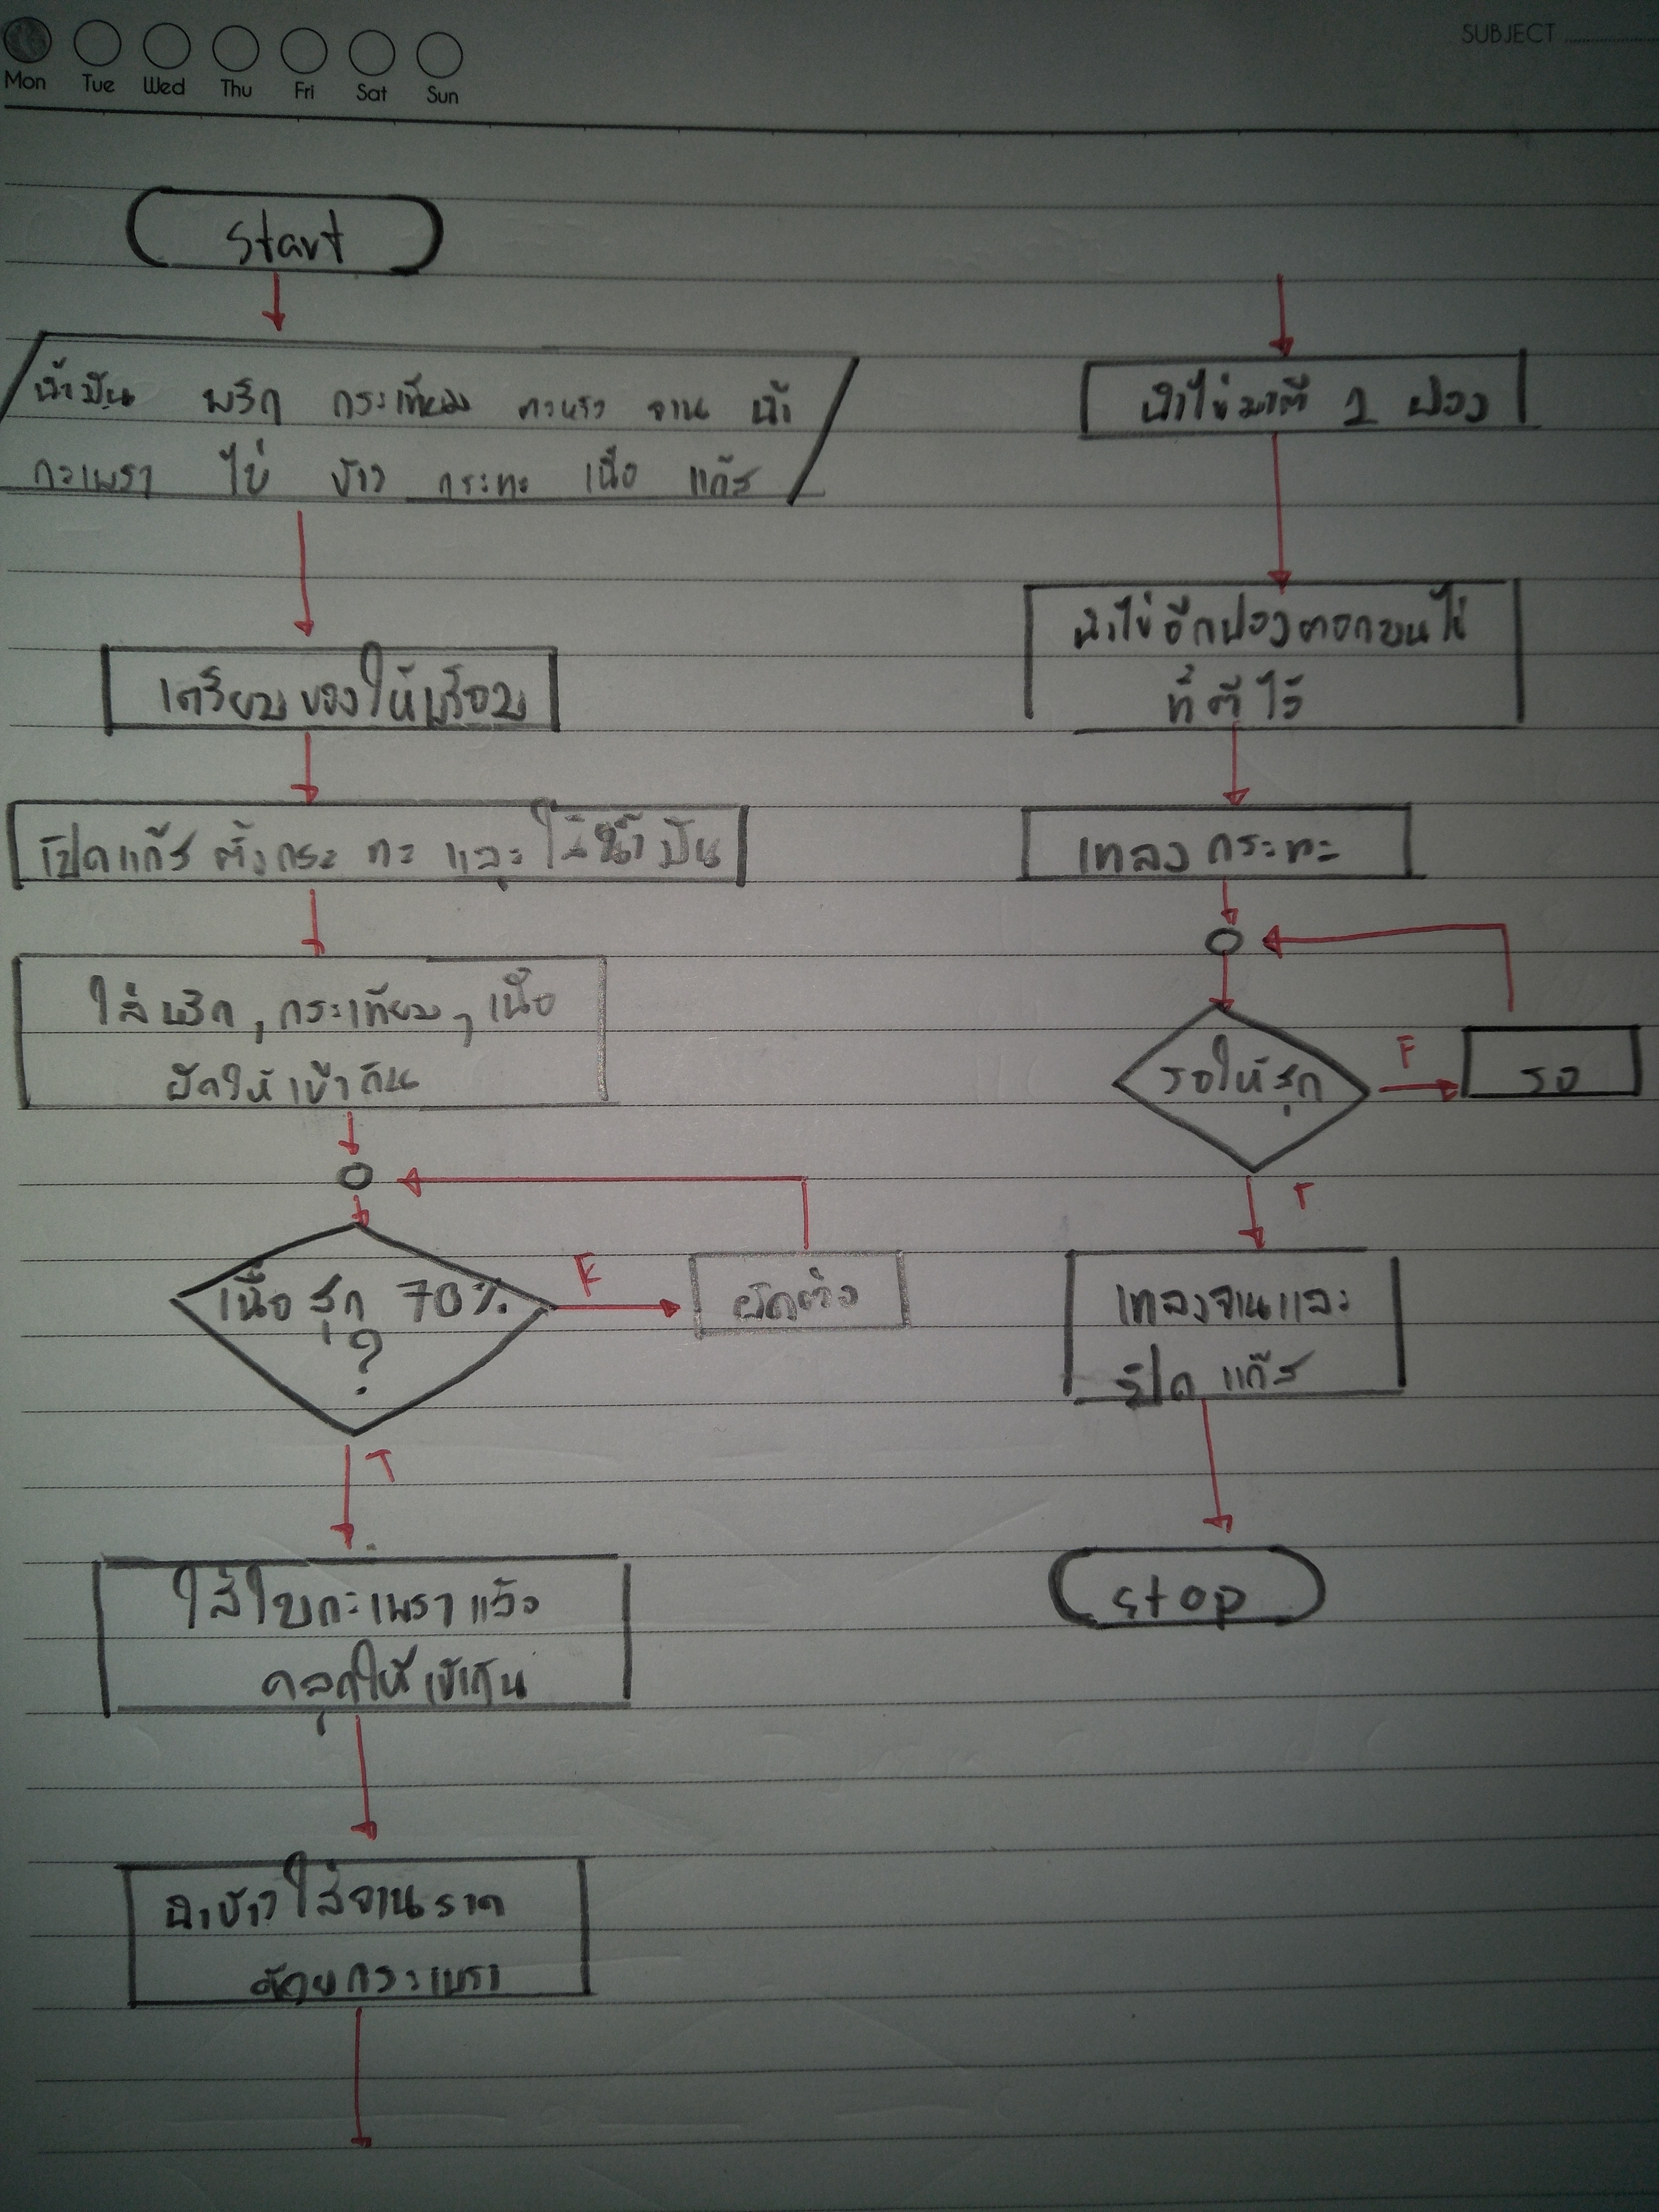 Mon Tue Wed Thu Fri Sat Sun
SUBJECT
start
น้ำมัน พริก กระเทียม ตะหริว จาน น้ำ
กะเพรา ไข่ ข้าว กระทะ เนื้อ แก๊ส
เตรียมของให้พร้อม
เปิดแก๊ส ตั้งกระทะ และใส่น้ำมัน
ใส่พริก, กระเทียม, เนื้อ
ผัดให้เข้ากัน
เนื้อสุก 70%
?
F
ผัดต่อ
T
ใส่ใบกะเพราแล้ว
คลุกให้เข้ากัน
นำข้าวใส่จานราด
ด้วยกระเพรา
นำไข่มาตี 1 ฟอง
นำไข่อีกฟองตอกบนไข่
ที่ตีไว้
เทลงกระทะ
รอให้สุก
F
รอ
T
เทลงจานและ
ปิดแก๊ส
stop